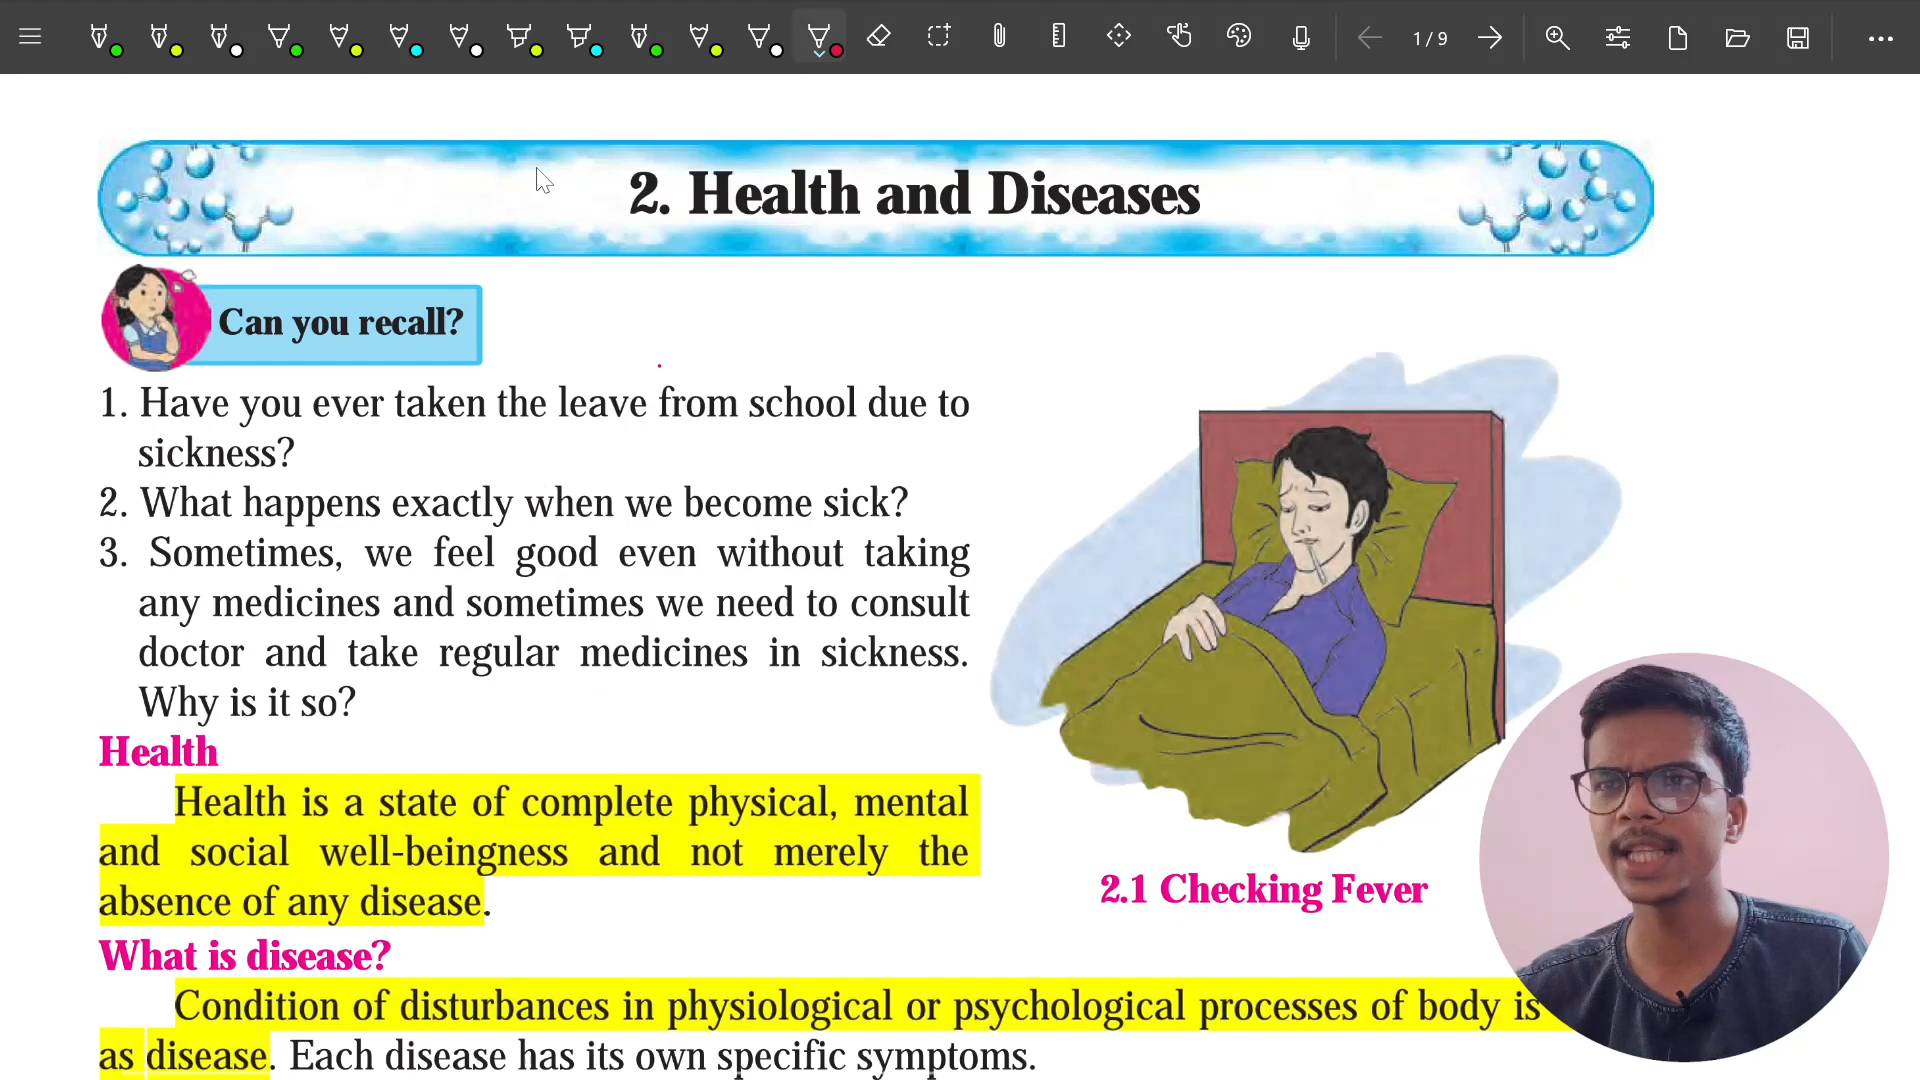 1 / 9
2. Health and Diseases
Can you recall?
1. Have you ever taken the leave from school due to
sickness?
2. What happens exactly when we become sick?
3. Sometimes, we feel good even without taking
any medicines and sometimes we need to consult
doctor and take regular medicines in sickness.
Why is it so?
Health
Health is a state of complete physical, mental
and social well-beingness and not merely the
absence of any disease.
2.1 Checking Fever
What is disease?
Condition of disturbances in physiological or psychological processes of body is
as disease. Each disease has its own specific symptoms.